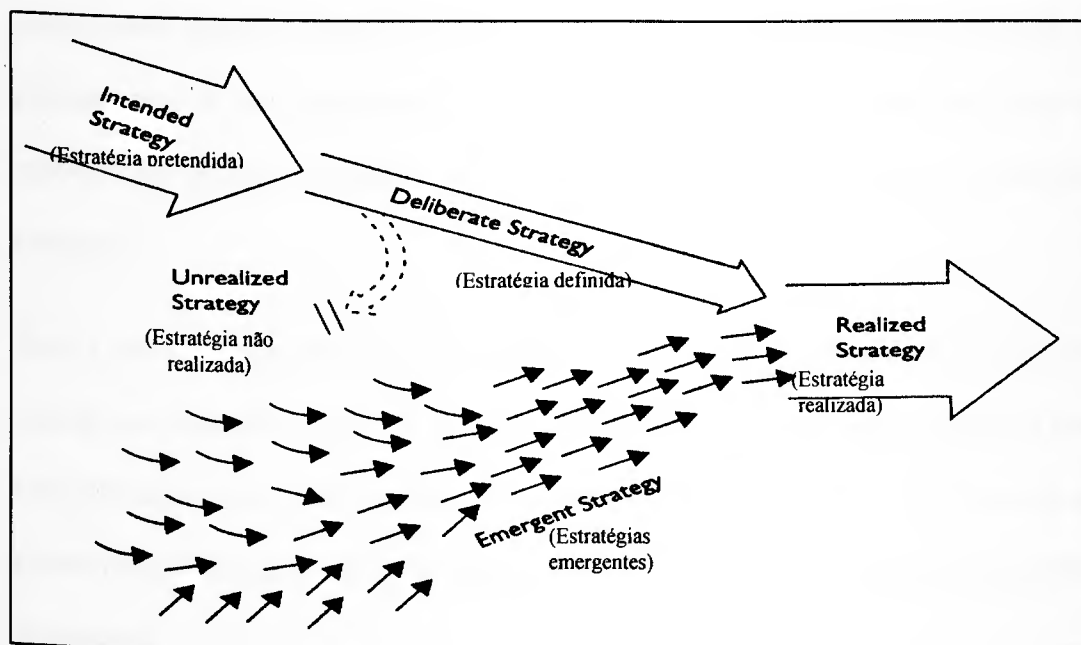 Intended
Strategy
(Estratégia pretendida)
Deliberate Strategy
(Estratégia definida)
Unrealized
Strategy
(Estratégia não
realizada)
Realized
Strategy
(Estratégia
realizada)
Emergent Strategy
(Estratégias
emergentes)